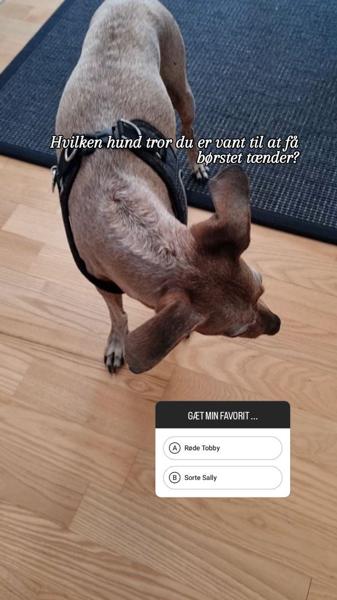 Hvilken hund tror du er vant til at få
børstet tænder?
GÆT MIN FAVORIT ...
A Røde Tobby
B Sorte Sally